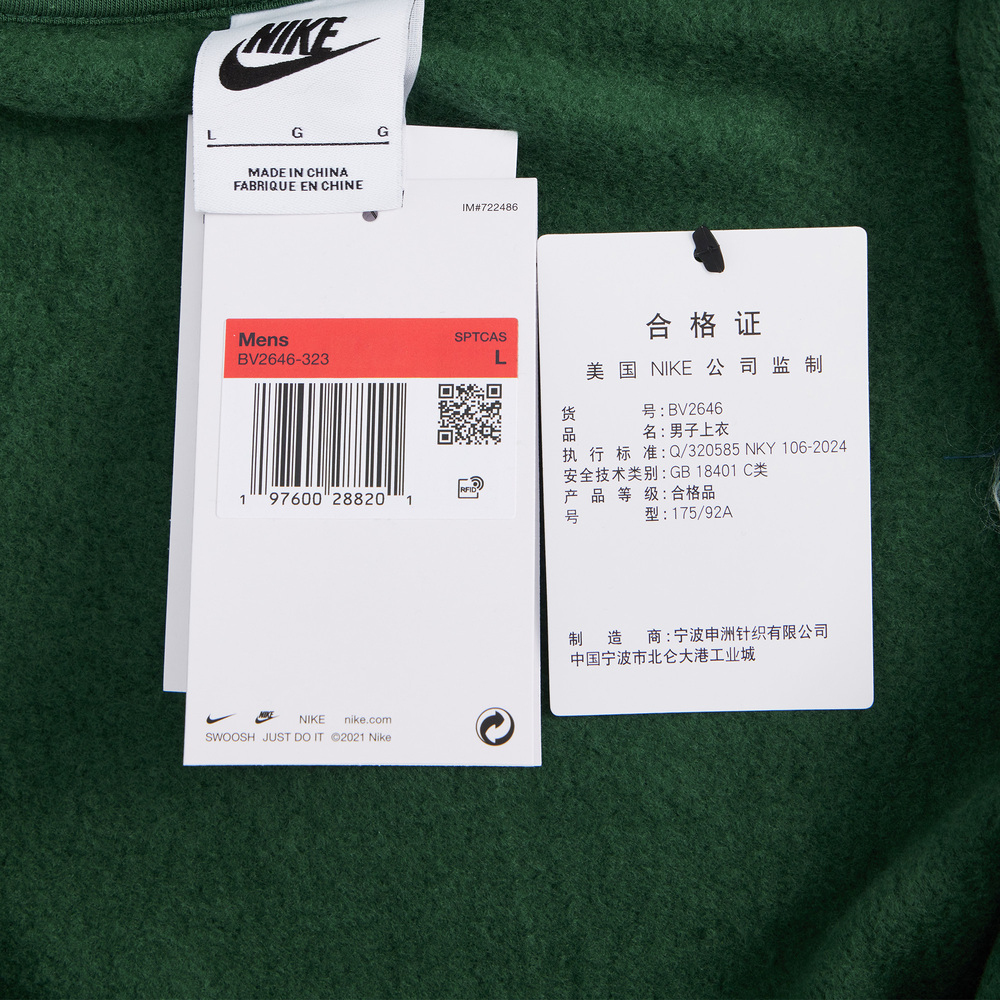 NIKE
L G G
MADE IN CHINA
FABRIQUE EN CHINE
IM#722486
Mens SPTCAS
BV2646-323 L
1 97600 28820 1
RFID
NIKE NIKE nike.com
SWOOSH JUST DO IT ©2021 Nike
合格证
美国 NIKE 公司监制
货号:BV2646
品名:男子上衣
执行标准:Q/320585 NKY 106-2024
安全技术类别:GB 18401 C类
产品等级:合格品
号型:175/92A
制造商:宁波申洲针织有限公司
中国宁波市北仑大港工业城